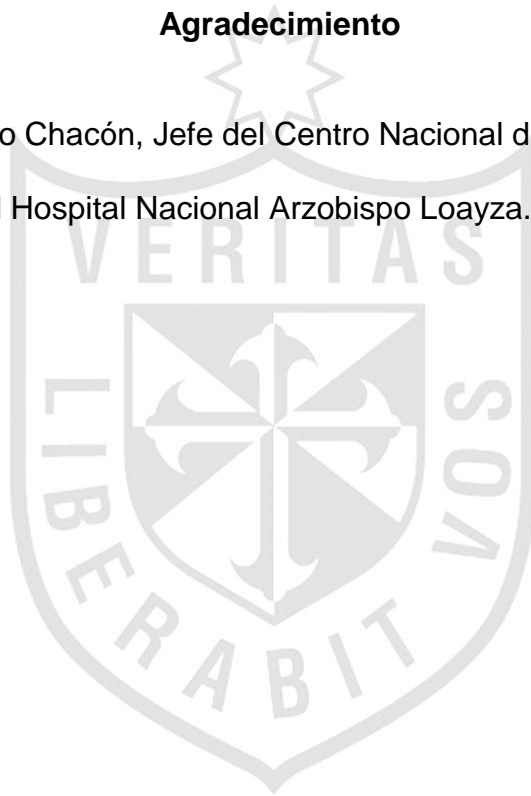 Agradecimiento
o Chacón, Jefe del Centro Nacional d
Hospital Nacional Arzobispo Loayza.
VERITAS
LIBERABIT
VOS